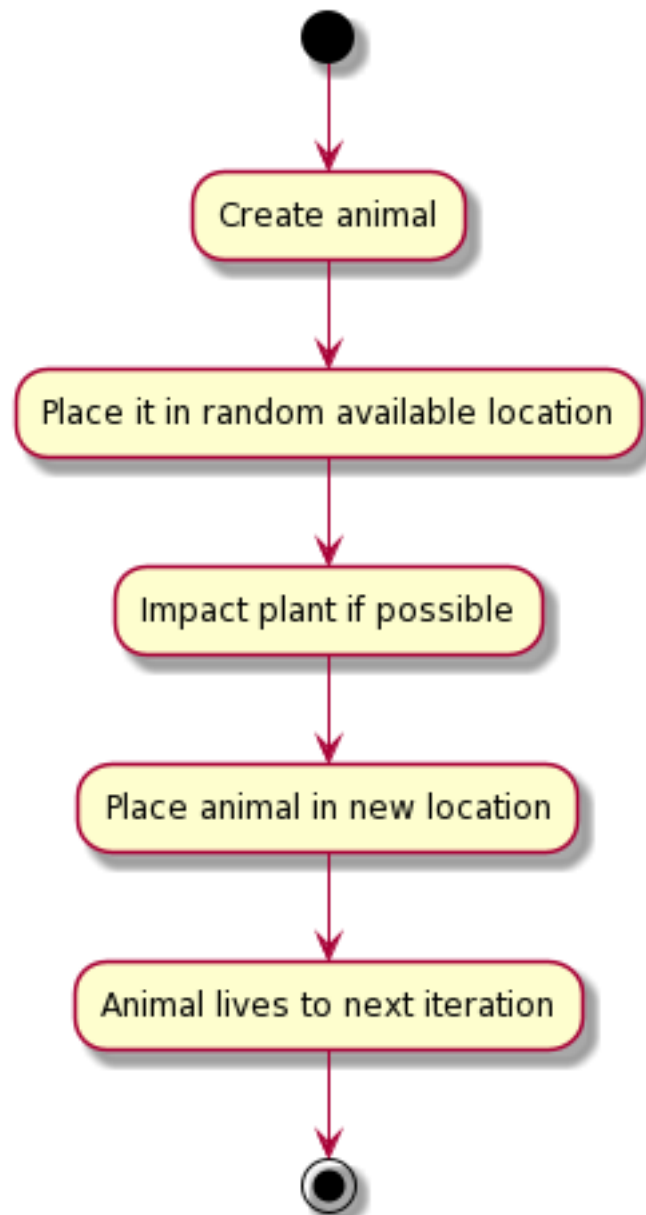 Create animal
Place it in random available location
Impact plant if possible
Place animal in new location
Animal lives to next iteration